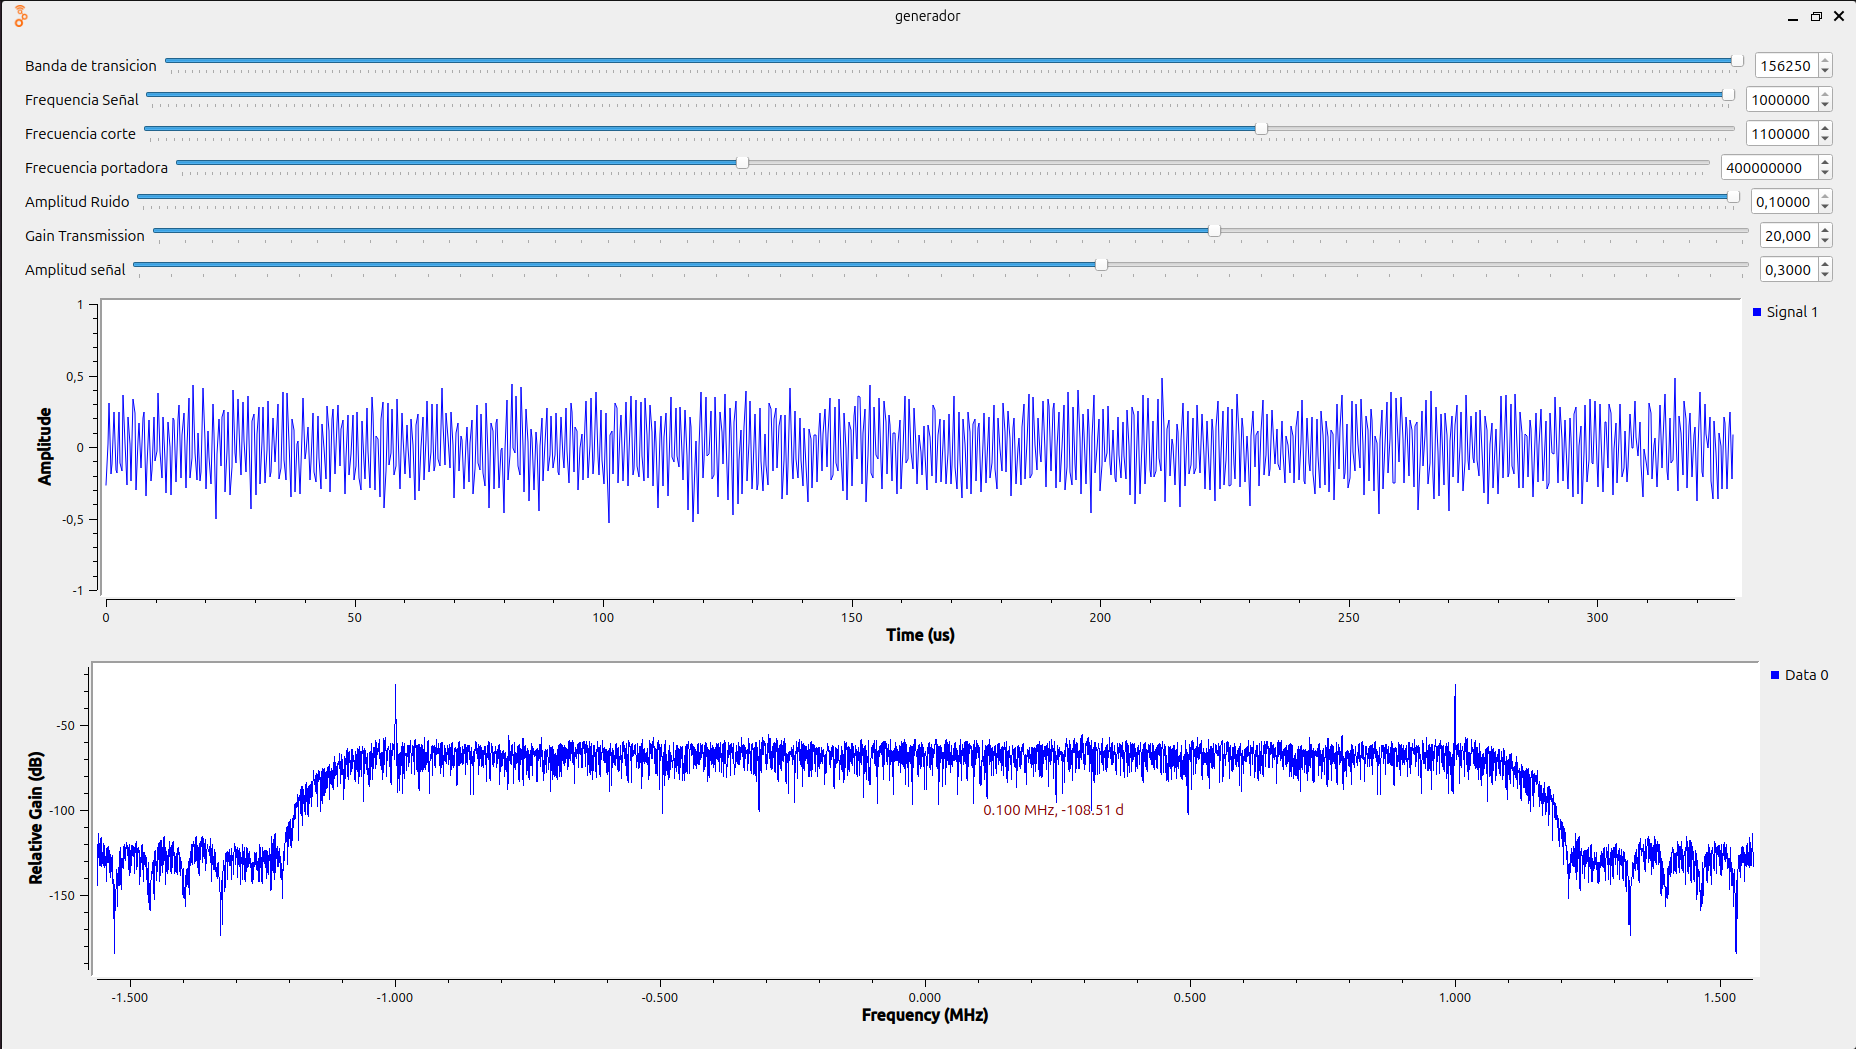 generador
Banda de transicion 156250
Frequencia Señal 1000000
Frecuencia corte 1100000
Frecuencia portadora 400000000
Amplitud Ruido 0,10000
Gain Transmission 20,000
Amplitud señal 0,3000
1
0,5
0
-0,5
-1
Amplitude
Signal 1
0 50 100 150 200 250 300
Time (us)
-50
-100
-150
Relative Gain (dB)
Data 0
0.100 MHz, -108.51 d
-1.500 -1.000 -0.500 0.000 0.500 1.000 1.500
Frequency (MHz)